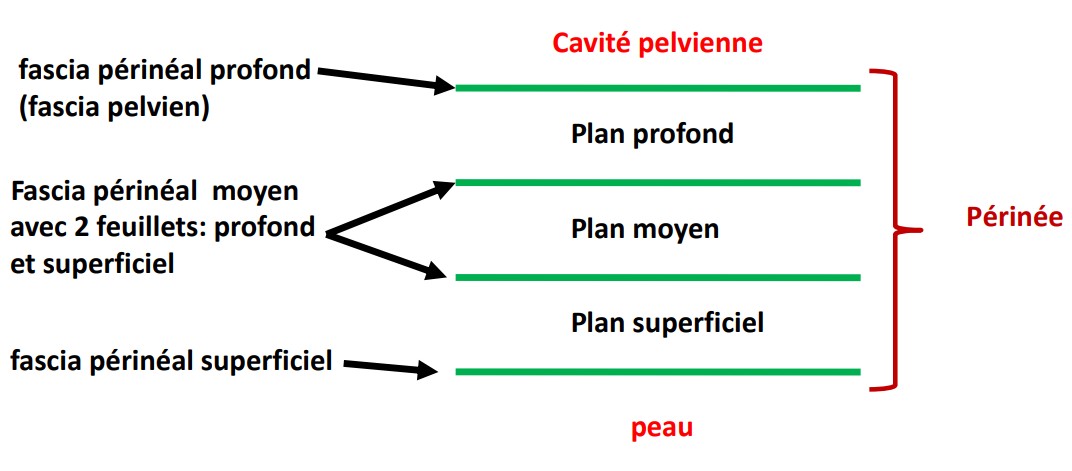 Cavité pelvienne
fascia périnéal profond
(fascia pelvien)
Plan profond
Fascia périnéal  moyen
avec 2 feuillets: profond
et superficiel
Plan moyen
Périnée
Plan superficiel
fascia périnéal superficiel
peau